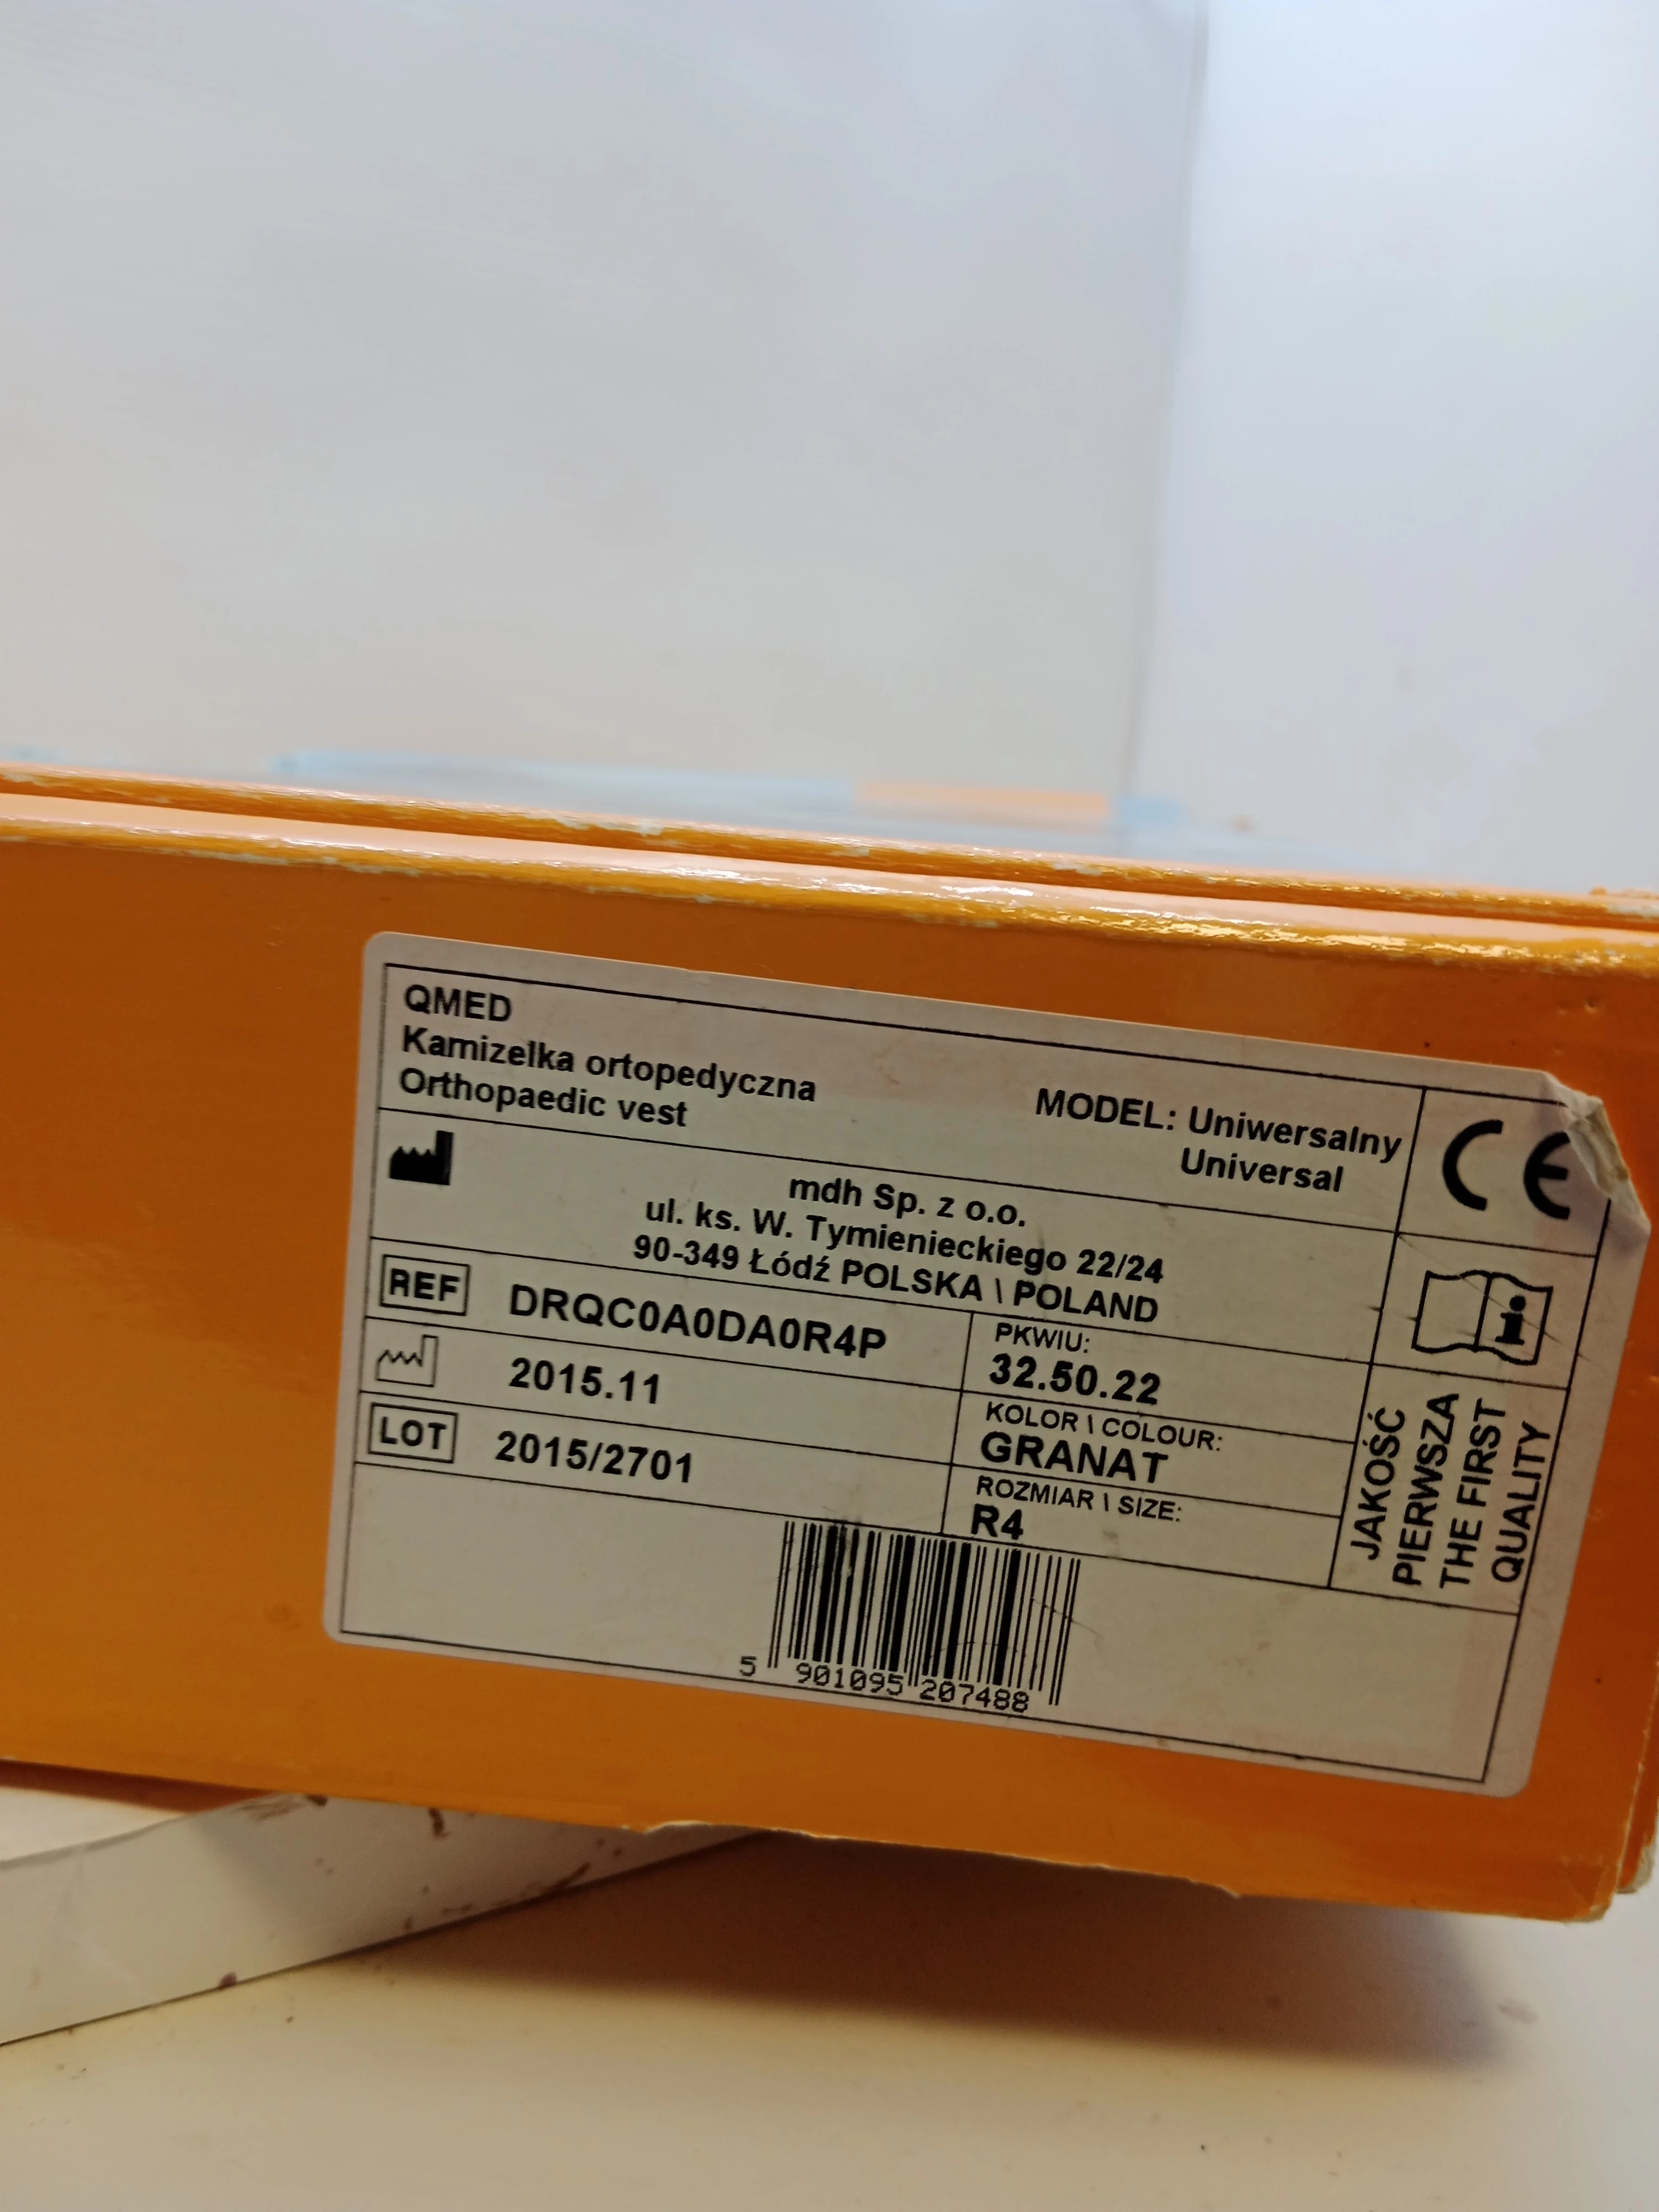 QMED
Kamizelka ortopedyczna
Orthopaedic vest
MODEL: Uniwersalny
Universal
CE
mdh Sp. z o.o.
ul. ks. W. Tymienieckiego 22/24
90-349 Łódź POLSKA \ POLAND
REF DRQC0A0DA0R4P
2015.11
LOT 2015/2701
PKWIU:
32.50.22
KOLOR \ COLOUR:
GRANAT
ROZMIAR \ SIZE:
R4
i
JAKOŚĆ
PIERWSZA
THE FIRST
QUALITY
5 901095 207488